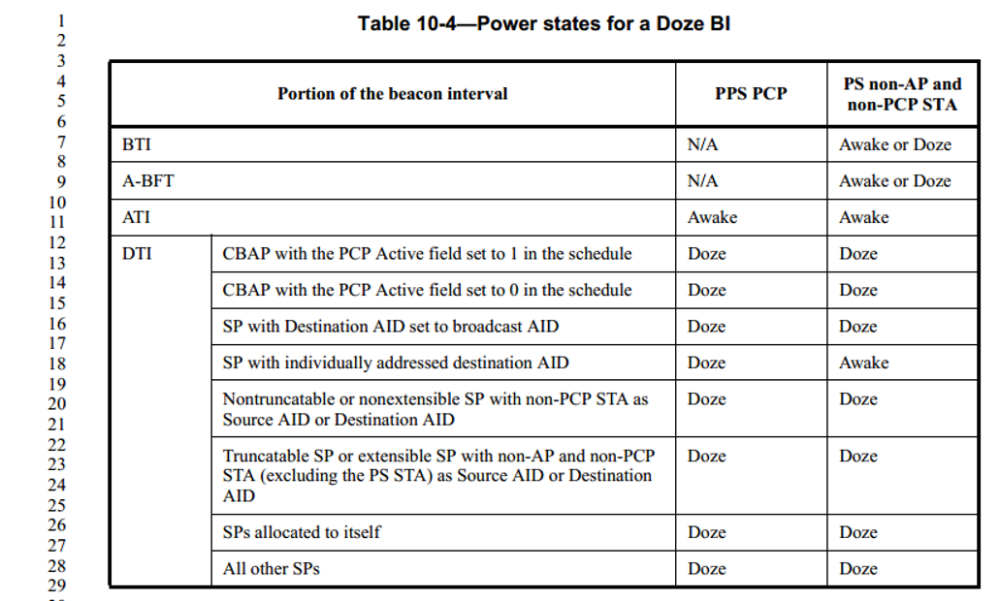 Table 10-4—Power states for a Doze BI
1
2
3
4
5
6
7
8
9
10
11
12
13
14
15
16
17
18
19
20
21
22
23
24
25
26
27
28
29
Portion of the beacon interval
PPS PCP
PS non-AP and
non-PCP STA
BTI
N/A
Awake or Doze
A-BFT
N/A
Awake or Doze
ATI
Awake
Awake
DTI
CBAP with the PCP Active field set to 1 in the schedule
Doze
Doze
CBAP with the PCP Active field set to 0 in the schedule
Doze
Doze
SP with Destination AID set to broadcast AID
Doze
Doze
SP with individually addressed destination AID
Doze
Awake
Nontruncatable or nonextensible SP with non-PCP STA as
Source AID or Destination AID
Doze
Doze
Truncatable SP or extensible SP with non-AP and non-PCP
STA (excluding the PS STA) as Source AID or Destination
AID
Doze
Doze
SPs allocated to itself
Doze
Doze
All other SPs
Doze
Doze